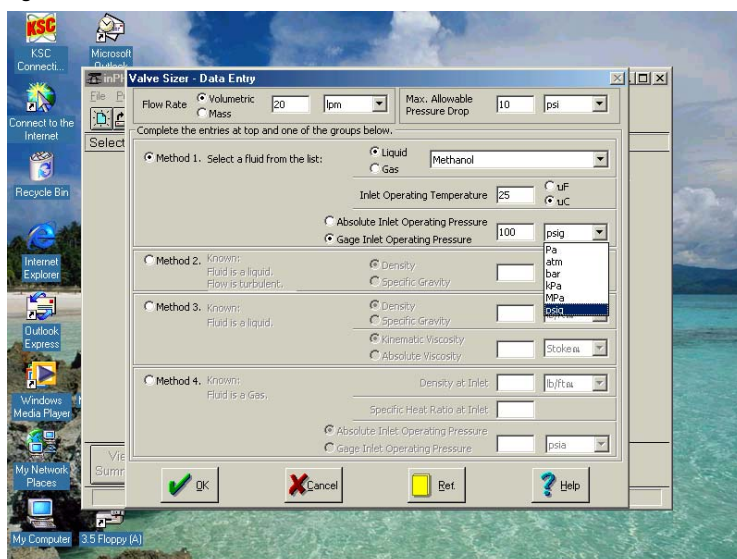 KSC
KSC
Connecti...
Microsoft
Outlook
Connect to the
Internet
Recycle Bin
Internet
Explorer
Outlook
Express
Windows
Media Player
My Network
Places
My Computer
3.5 Floppy (A)
Valve Sizer - Data Entry
File
Select
Flow Rate
Volumetric
Mass
20
lpm
Max. Allowable
Pressure Drop
10
psi
Complete the entries at top and one of the groups below.
Method 1. Select a fluid from the list:
Liquid
Gas
Methanol
Inlet Operating Temperature
25
uF
uC
Absolute Inlet Operating Pressure
Gage Inlet Operating Pressure
100
psig
Pa
atm
bar
kPa
MPa
psig
Method 2. Known:
Fluid is a liquid.
Flow is turbulent.
Density
Specific Gravity
Method 3. Known:
Fluid is a liquid.
Density
Specific Gravity
Kinematic Viscosity
Absolute Viscosity
Method 4. Known:
Fluid is a Gas.
Density at Inlet
Specific Heat Ratio at Inlet
Absolute Inlet Operating Pressure
Gage Inlet Operating Pressure
psia
OK
Cancel
Ref.
Help